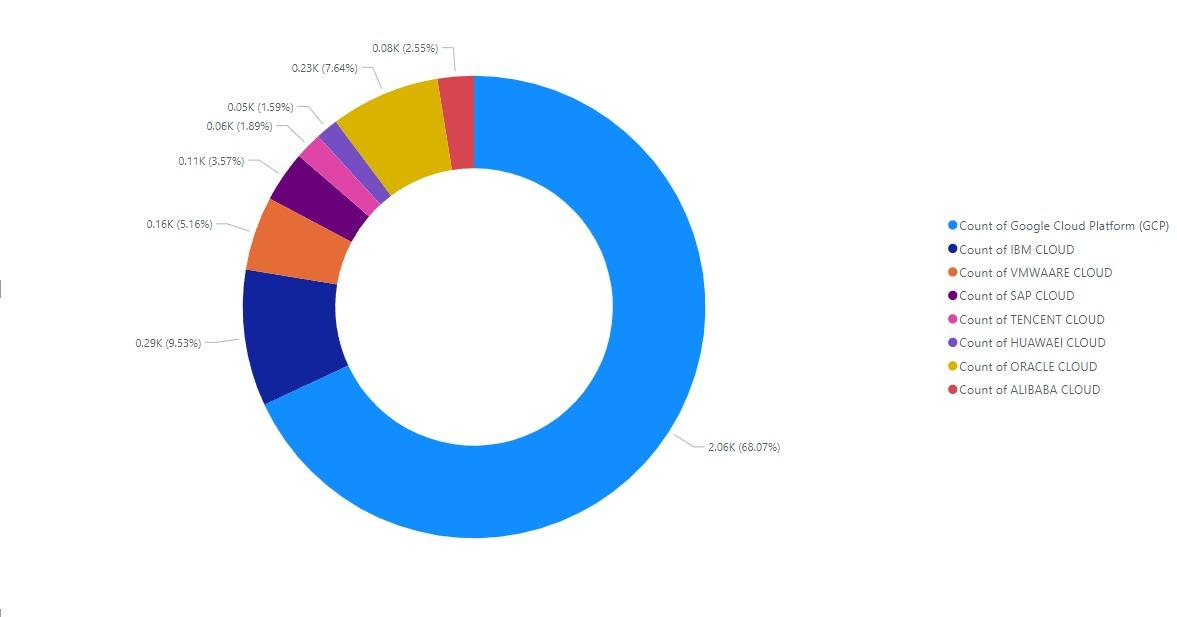 0.08K (2.55%)
0.23K (7.64%)
0.05K (1.59%)
0.06K (1.89%)
0.11K (3.57%)
0.16K (5.16%)
0.29K (9.53%)
2.06K (68.07%)
Count of Google Cloud Platform (GCP)
Count of IBM CLOUD
Count of VMWAARE CLOUD
Count of SAP CLOUD
Count of TENCENT CLOUD
Count of HUAWAEI CLOUD
Count of ORACLE CLOUD
Count of ALIBABA CLOUD